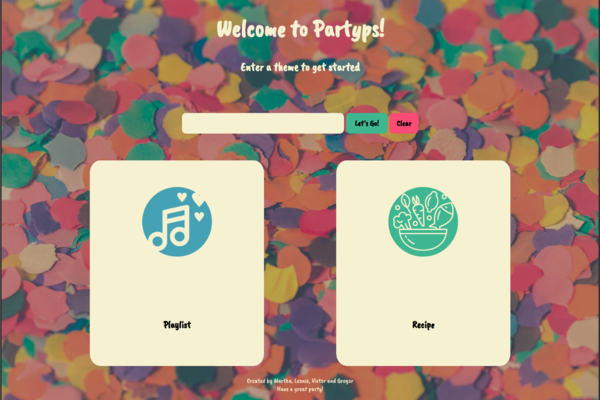 Welcome to Partyps!
Enter a theme to get started
Let's Go! Clear
Playlist Recipe
Created by Martha, Leonie, Victor and Gregor
Have a great party!